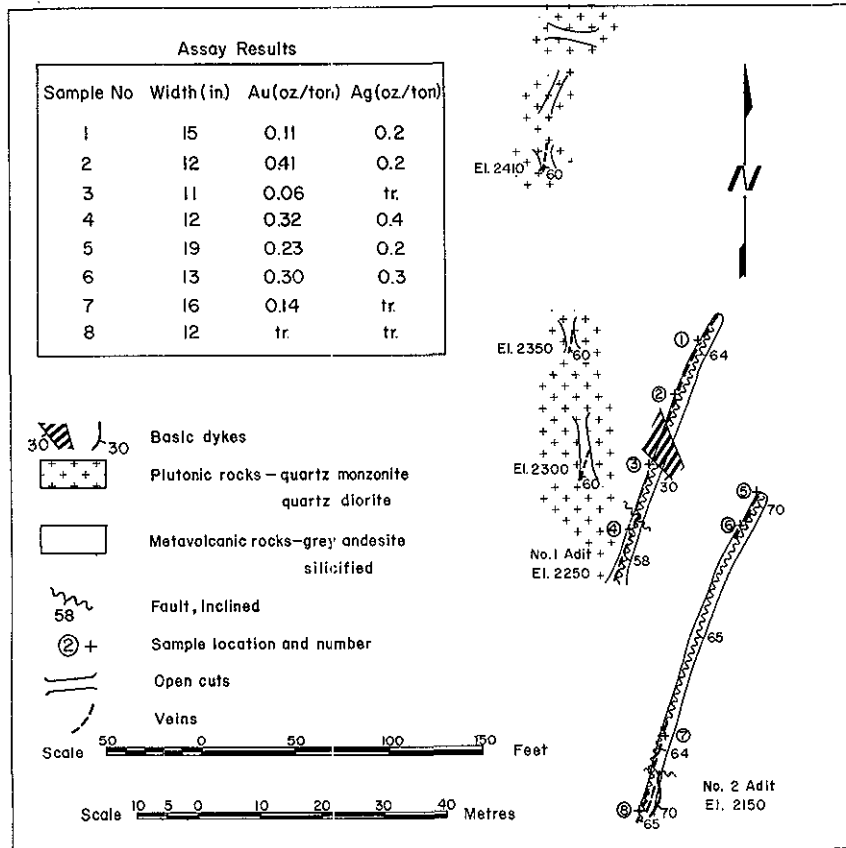 Assay Results
Sample No Width (in) Au (oz/ton) Ag (oz/ton)
1 15 0.11 0.2
2 12 0.41 0.2
3 11 0.06 tr.
4 12 0.32 0.4
5 19 0.23 0.2
6 13 0.30 0.3
7 16 0.14 tr.
8 12 tr. tr.
El. 2410
60
N
El. 2350
60
1
64
2
El. 2300
60
3
30
4
No. 1 Adit
El. 2250
58
5
70
6
65
7
64
No. 2 Adit
El. 2150
8
65
70
30 30 Basic dykes
Plutonic rocks – quartz monzonite
quartz diorite
Metavolcanic rocks – grey andesite
silicified
58 Fault, Inclined
2 + Sample location and number
Open cuts
Veins
Scale 50 0 50 100 150 Feet
Scale 10 5 0 10 20 30 40 Metres